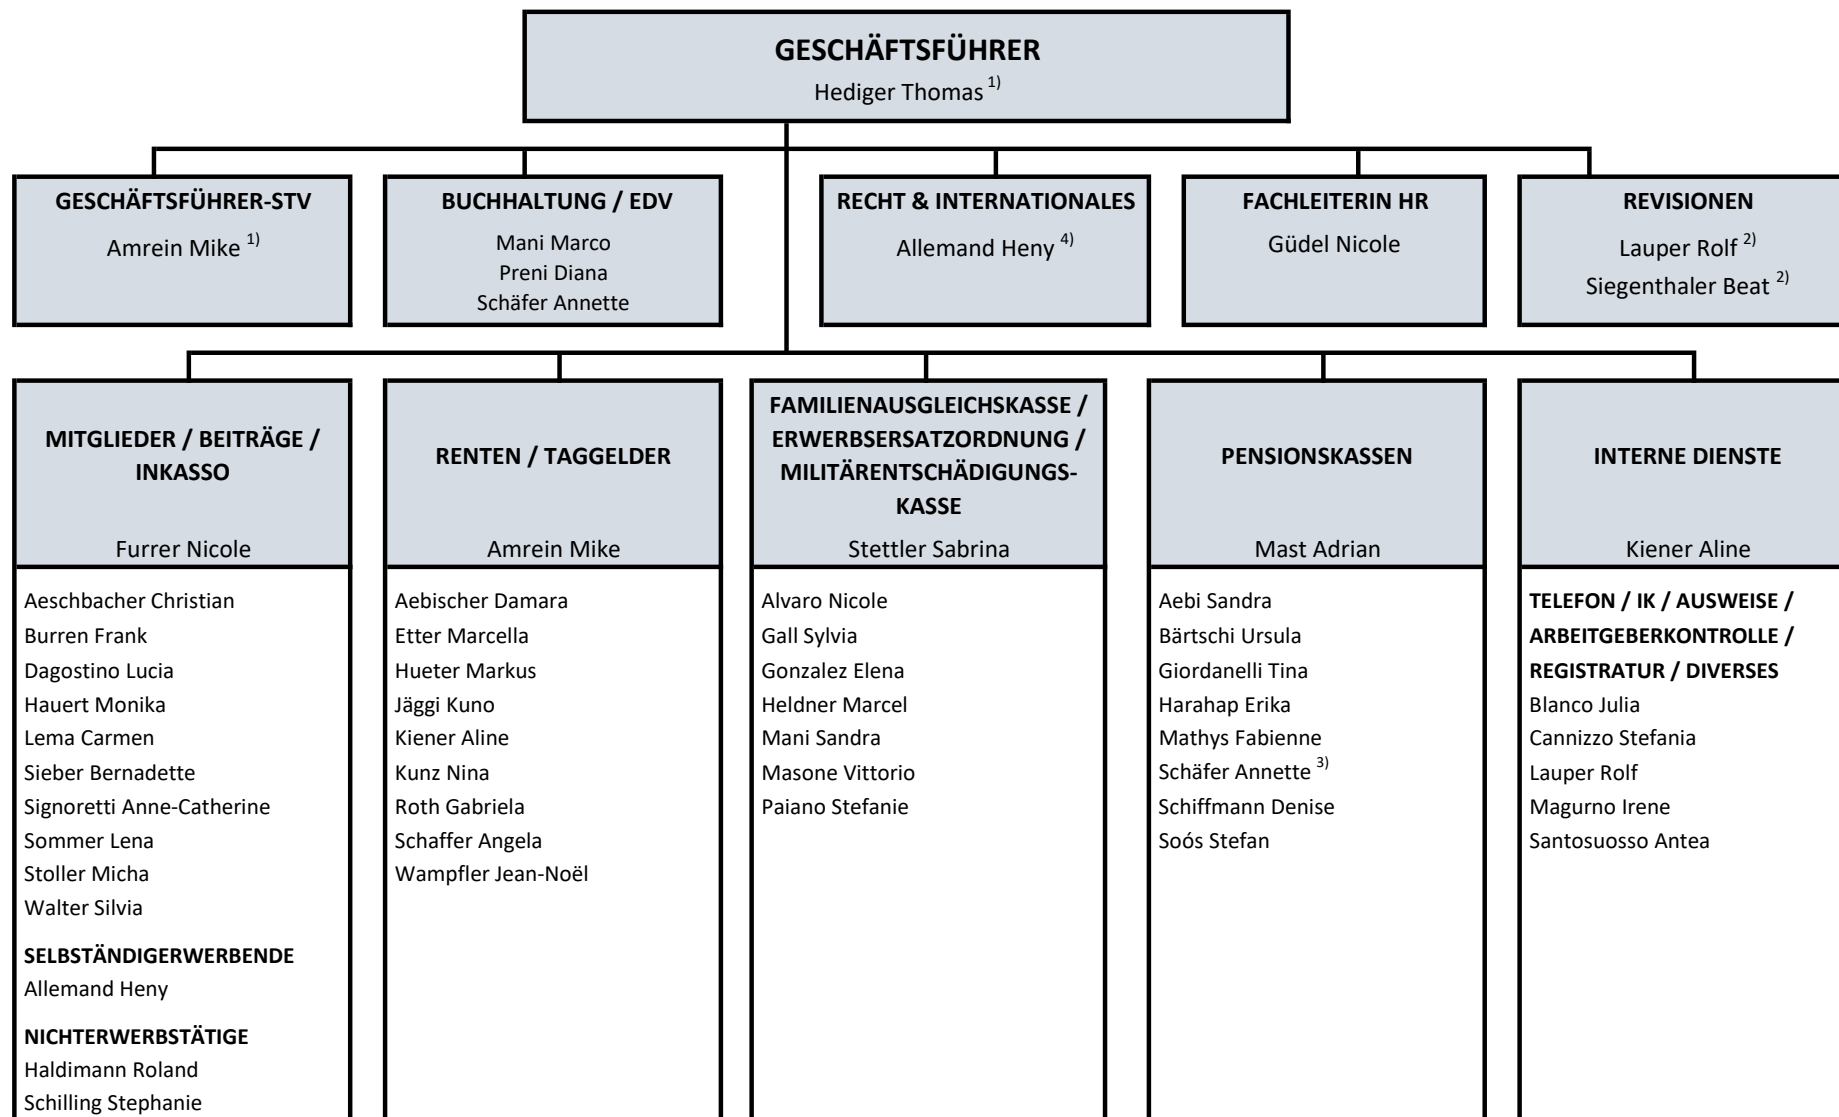 GESCHÄFTSFÜHRER
Hediger Thomas 1)
GESCHÄFTSFÜHRER-STV
Amrein Mike 1)
BUCHHALTUNG / EDV
Mani Marco
Preni Diana
Schäfer Annette
RECHT & INTERNATIONALES
Allemand Heny 4)
FACHLEITERIN HR
Güdel Nicole
REVISIONEN
Lauper Rolf 2)
Siegenthaler Beat 2)
MITGLIEDER / BEITRÄGE /
INKASSO
Furrer Nicole
Aeschbacher Christian
Burren Frank
Dagostino Lucia
Hauert Monika
Lema Carmen
Sieber Bernadette
Signoretti Anne-Catherine
Sommer Lena
Stoller Micha
Walter Silvia
SELBSTÄNDIGERWERBENDE
Allemand Heny
NICHTERWERBSTÄTIGE
Haldimann Roland
Schilling Stephanie
RENTEN / TAGGELDER
Amrein Mike
Aebischer Damara
Etter Marcella
Hueter Markus
Jäggi Kuno
Kiener Aline
Kunz Nina
Roth Gabriela
Schaffer Angela
Wampfler Jean-Noël
FAMILIENAUSGLEICHSKASSE /
ERWERBSERSATZORDNUNG /
MILITÄRENTSCHÄDIGUNGS-
KASSE
Stettler Sabrina
Alvaro Nicole
Gall Sylvia
Gonzalez Elena
Heldner Marcel
Mani Sandra
Masone Vittorio
Paiano Stefanie
PENSIONSKASSEN
Mast Adrian
Aebi Sandra
Bärtschi Ursula
Giordanelli Tina
Harahap Erika
Mathys Fabienne
Schäfer Annette 3)
Schiffmann Denise
Soós Stefan
INTERNE DIENSTE
Kiener Aline
TELEFON / IK / AUSWEISE /
ARBEITGEBERKONTROLLE /
REGISTRATUR / DIVERSES
Blanco Julia
Cannizzo Stefania
Lauper Rolf
Magurno Irene
Santosuosso Antea